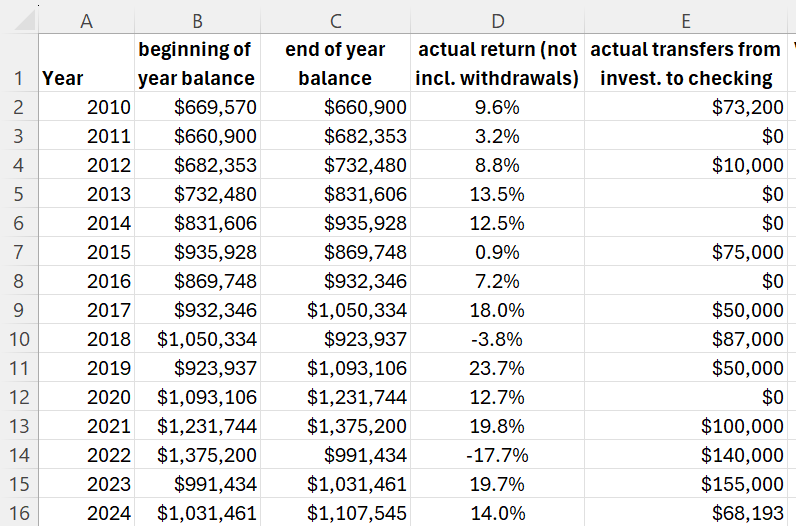 A B C D E
1 Year beginning of year balance end of year balance actual return (not incl. withdrawals) actual transfers from invest. to checking
2 2010 $669,570 $660,900 9.6% $73,200
3 2011 $660,900 $682,353 3.2% $0
4 2012 $682,353 $732,480 8.8% $10,000
5 2013 $732,480 $831,606 13.5% $0
6 2014 $831,606 $935,928 12.5% $0
7 2015 $935,928 $869,748 0.9% $75,000
8 2016 $869,748 $932,346 7.2% $0
9 2017 $932,346 $1,050,334 18.0% $50,000
10 2018 $1,050,334 $923,937 -3.8% $87,000
11 2019 $923,937 $1,093,106 23.7% $50,000
12 2020 $1,093,106 $1,231,744 12.7% $0
13 2021 $1,231,744 $1,375,200 19.8% $100,000
14 2022 $1,375,200 $991,434 -17.7% $140,000
15 2023 $991,434 $1,031,461 19.7% $155,000
16 2024 $1,031,461 $1,107,545 14.0% $68,193